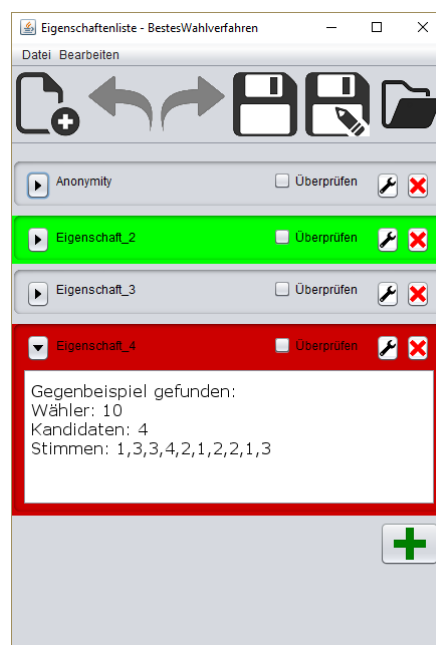 Eigenschaftenliste - BestesWahlverfahren
Datei Bearbeiten
Anonymity Überprüfen
Eigenschaft_2 Überprüfen
Eigenschaft_3 Überprüfen
Eigenschaft_4 Überprüfen
Gegenbeispiel gefunden:
Wähler: 10
Kandidaten: 4
Stimmen: 1,3,3,4,2,1,2,2,1,3